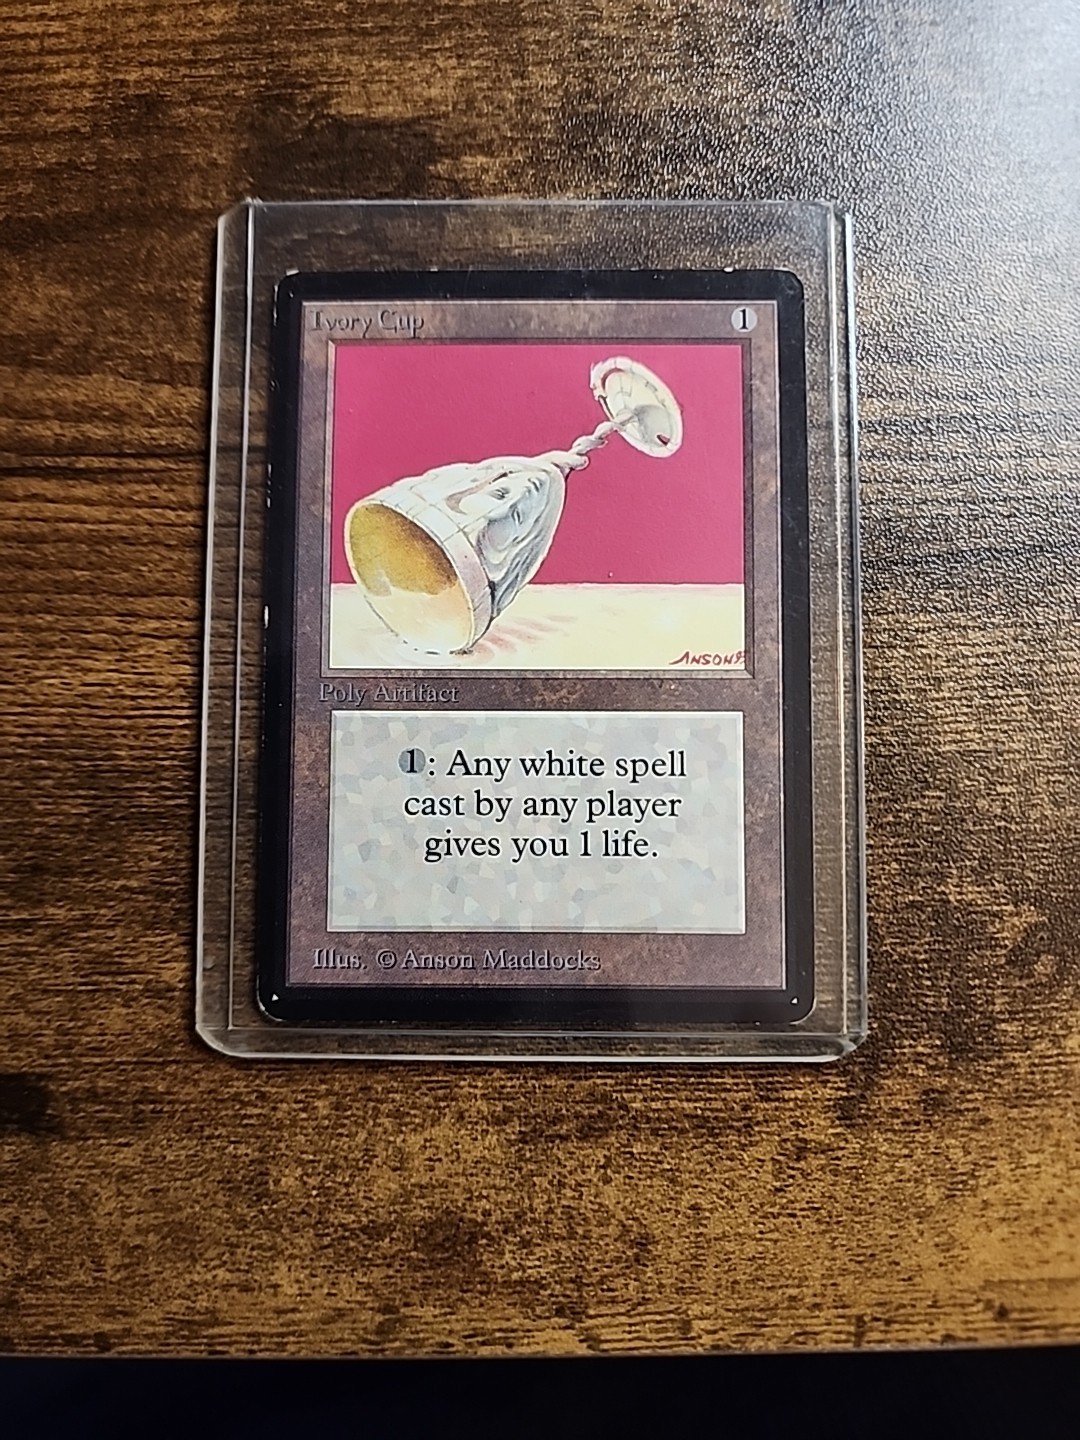 Ivory Cup
1
ANSON93
Poly Artifact
1: Any white spell
cast by any player
gives you 1 life.
Illus. © Anson Maddocks